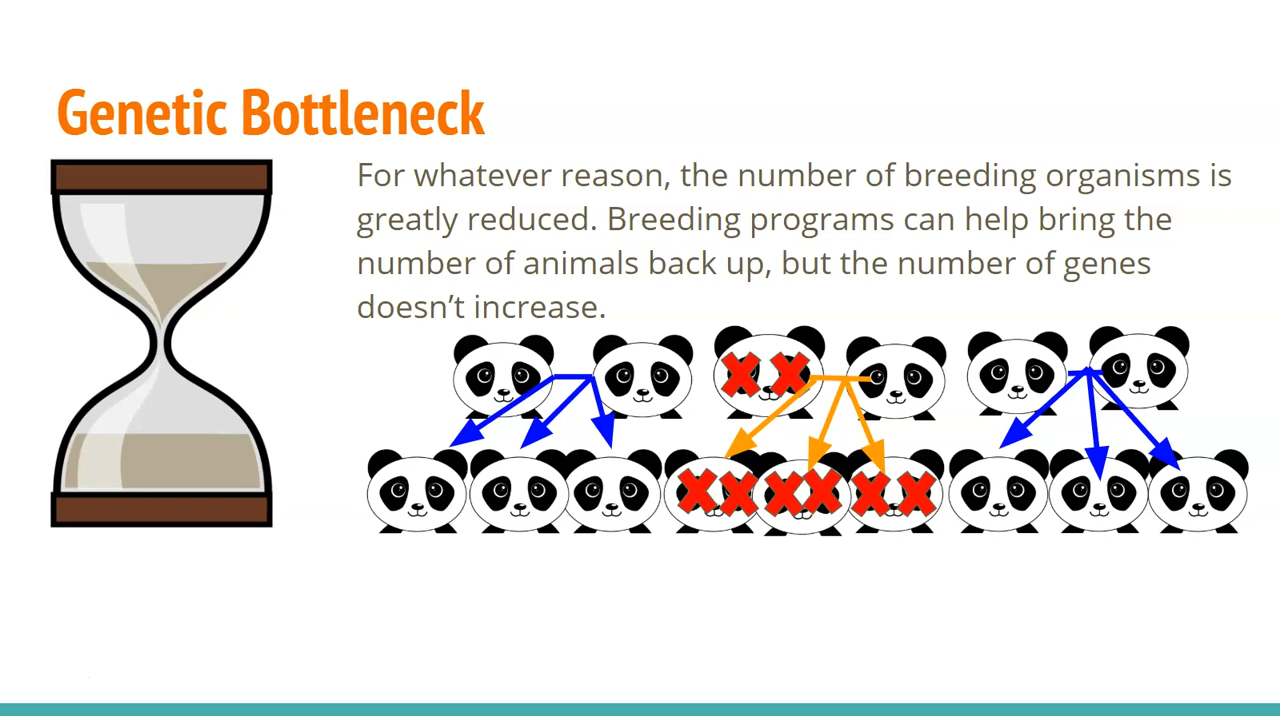 Genetic Bottleneck
For whatever reason, the number of breeding organisms is
greatly reduced. Breeding programs can help bring the
number of animals back up, but the number of genes
doesn’t increase.